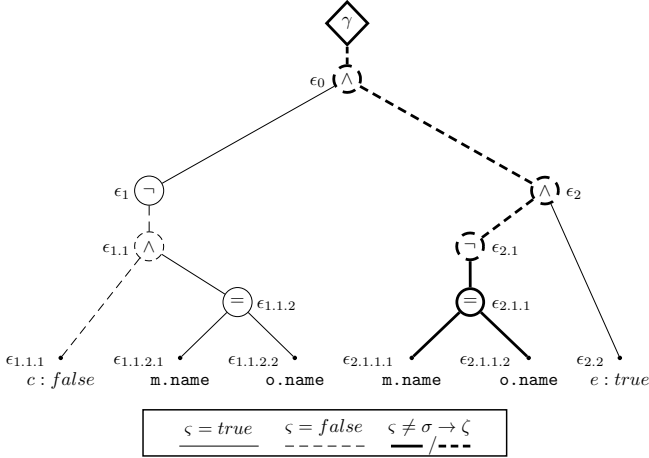 γ
ϵ0 ∧
ϵ1 ¬ ∧ ϵ2
ϵ1.1 ∧ ¬ ϵ2.1
= ϵ1.1.2 = ϵ2.1.1
ϵ1.1.1 ϵ1.1.2.1 ϵ1.1.2.2 ϵ2.1.1.1 ϵ2.1.1.2 ϵ2.2
c : false m.name o.name m.name o.name e : true
ς = true ς = false ς ≠ σ → ζ
/